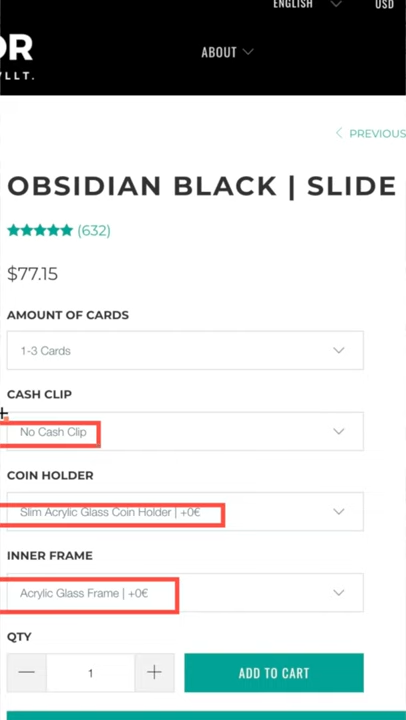 ENGLISH
USD
OR
LLT.
ABOUT
PREVIOUS
OBSIDIAN BLACK | SLIDE
(632)
$77.15
AMOUNT OF CARDS
1-3 Cards
CASH CLIP
No Cash Clip
COIN HOLDER
Slim Acrylic Glass Coin Holder | +0€
INNER FRAME
Acrylic Glass Frame | +0€
QTY
— 1 +
ADD TO CART